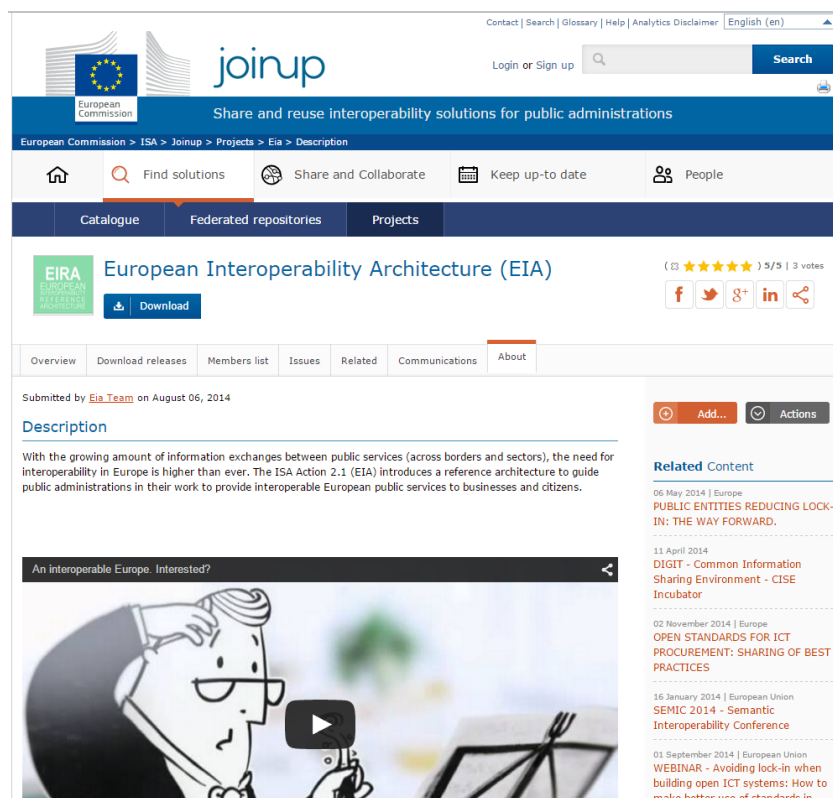 Contact | Search | Glossary | Help | Analytics Disclaimer English (en)
European Commission
joinup
Login or Sign up
Search
Share and reuse interoperability solutions for public administrations
European Commission > ISA > Joinup > Projects > Eia > Description
Find solutions
Share and Collaborate
Keep up-to date
People
Catalogue
Federated repositories
Projects
EIRA
EUROPEAN
INTEROPERABILITY
REFERENCE
ARCHITECTURE
European Interoperability Architecture (EIA)
Download
5/5 | 3 votes
Overview
Download releases
Members list
Issues
Related
Communications
About
Submitted by Eia Team on August 06, 2014
Description
With the growing amount of information exchanges between public services (across borders and sectors), the need for
interoperability in Europe is higher than ever. The ISA Action 2.1 (EIA) introduces a reference architecture to guide
public administrations in their work to provide interoperable European public services to businesses and citizens.
An interoperable Europe. Interested?
Add...
Actions
Related Content
06 May 2014 | Europe
PUBLIC ENTITIES REDUCING LOCK-
IN: THE WAY FORWARD.
11 April 2014
DIGIT - Common Information
Sharing Environment - CISE
Incubator
02 November 2014 | Europe
OPEN STANDARDS FOR ICT
PROCUREMENT: SHARING OF BEST
PRACTICES
16 January 2014 | European Union
SEMIC 2014 - Semantic
Interoperability Conference
01 September 2014 | European Union
WEBINAR - Avoiding lock-in when
building open ICT systems: How to
make better use of standards in